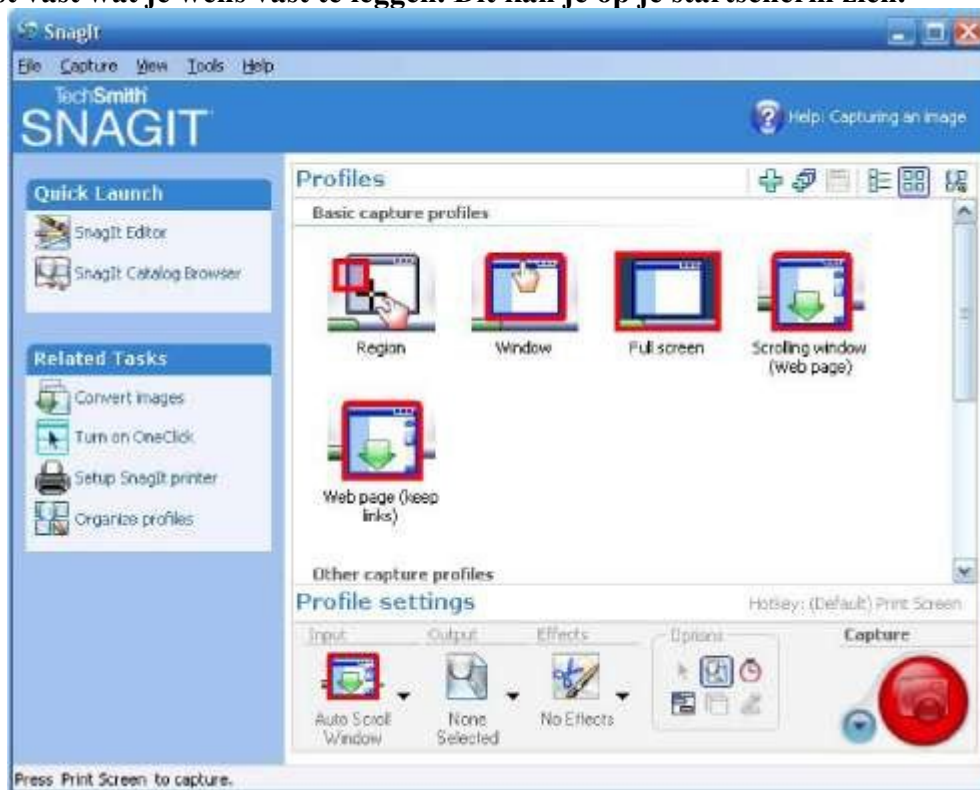 vast wat je wens vast te leggen. Dit kan je op je startscherm zien.
SnagIt
File Capture View Tools Help
TechSmith
SNAGIT
Help: Capturing an image
Quick Launch
SnagIt Editor
SnagIt Catalog Browser
Related Tasks
Convert images
Turn on OneClick
Setup SnagIt printer
Organize profiles
Profiles
Basic capture profiles
Region
Window
Full screen
Scrolling window
(Web page)
Web page (keep
links)
Other capture profiles
Profile settings
Hotkey: (Default) Print Screen
Input
Output
Effects
Options
Capture
Auto Scroll
Window
None
Selected
No Effects
Press Print Screen to capture.